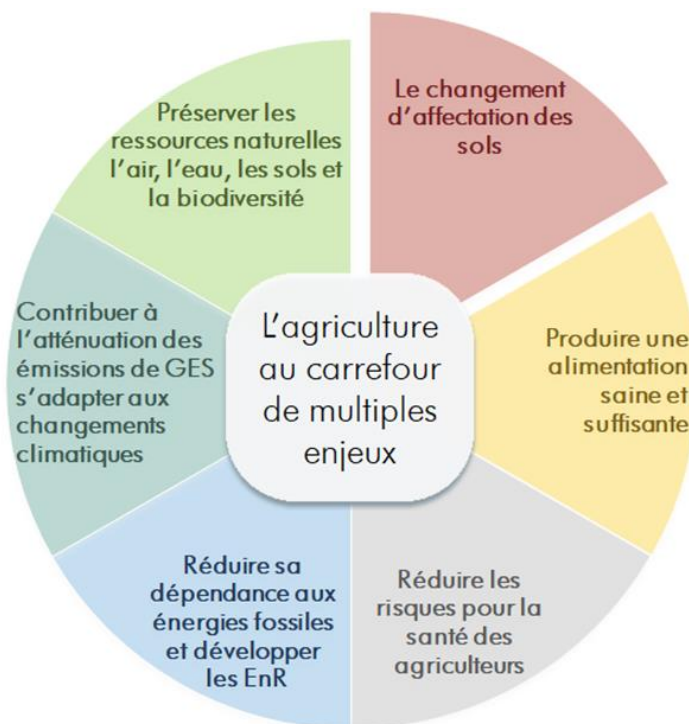 Le changement
d'affectation des
sols
Produire une
alimentation
saine et
suffisante
Réduire les
risques pour la
santé des
agriculteurs
Réduire sa
dépendance aux
énergies fossiles
et développer
les EnR
Contribuer à
l'atténuation des
émissions de GES
s'adapter aux
changements
climatiques
Préserver les
ressources naturelles
l'air, l'eau, les sols et
la biodiversité
L'agriculture
au carrefour
de multiples
enjeux